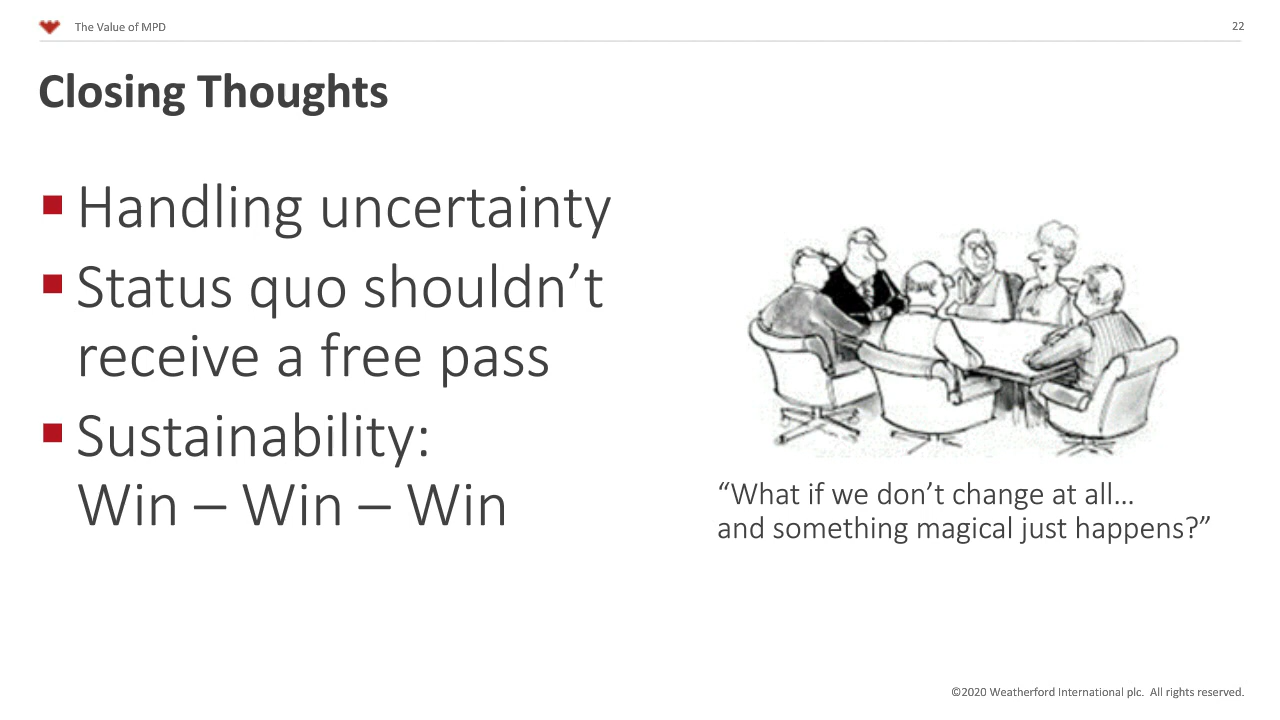 The Value of MPD
22
Closing Thoughts
Handling uncertainty
Status quo shouldn’t
receive a free pass
Sustainability:
Win – Win – Win
“What if we don’t change at all…
and something magical just happens?”
©2020 Weatherford International plc. All rights reserved.